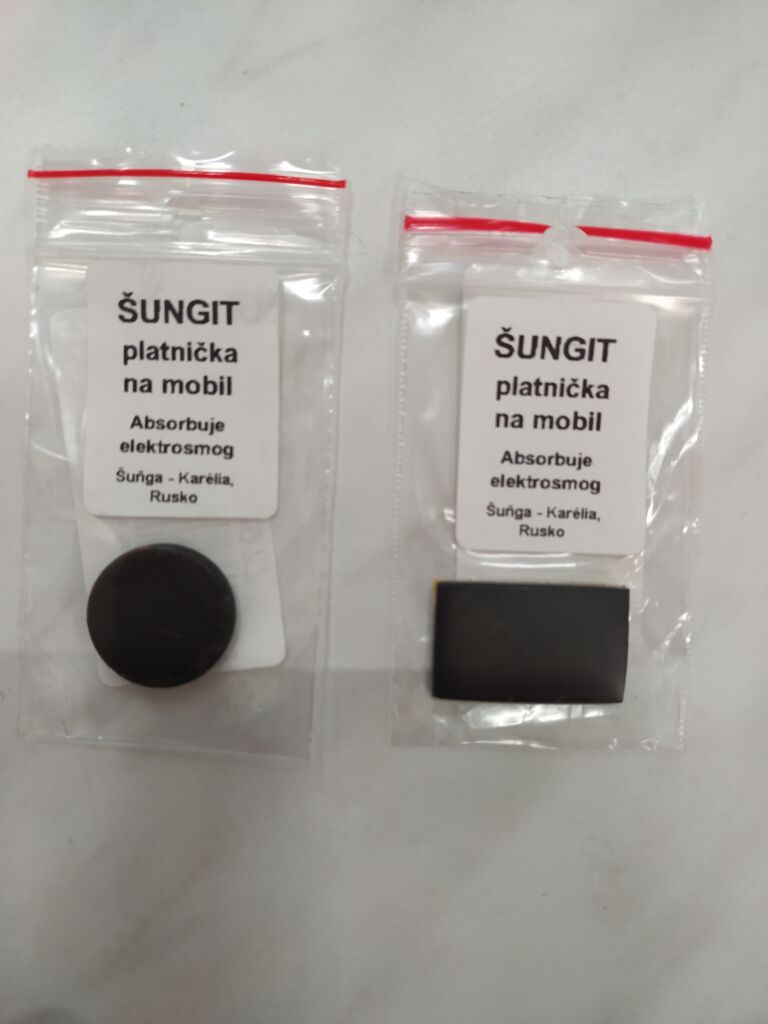 ŠUNGIT
platnička
na mobil
Absorbuje
elektrosmog
Šuňga - Karélia,
Rusko
ŠUNGIT
platnička
na mobil
Absorbuje
elektrosmog
Šuňga - Karélia,
Rusko